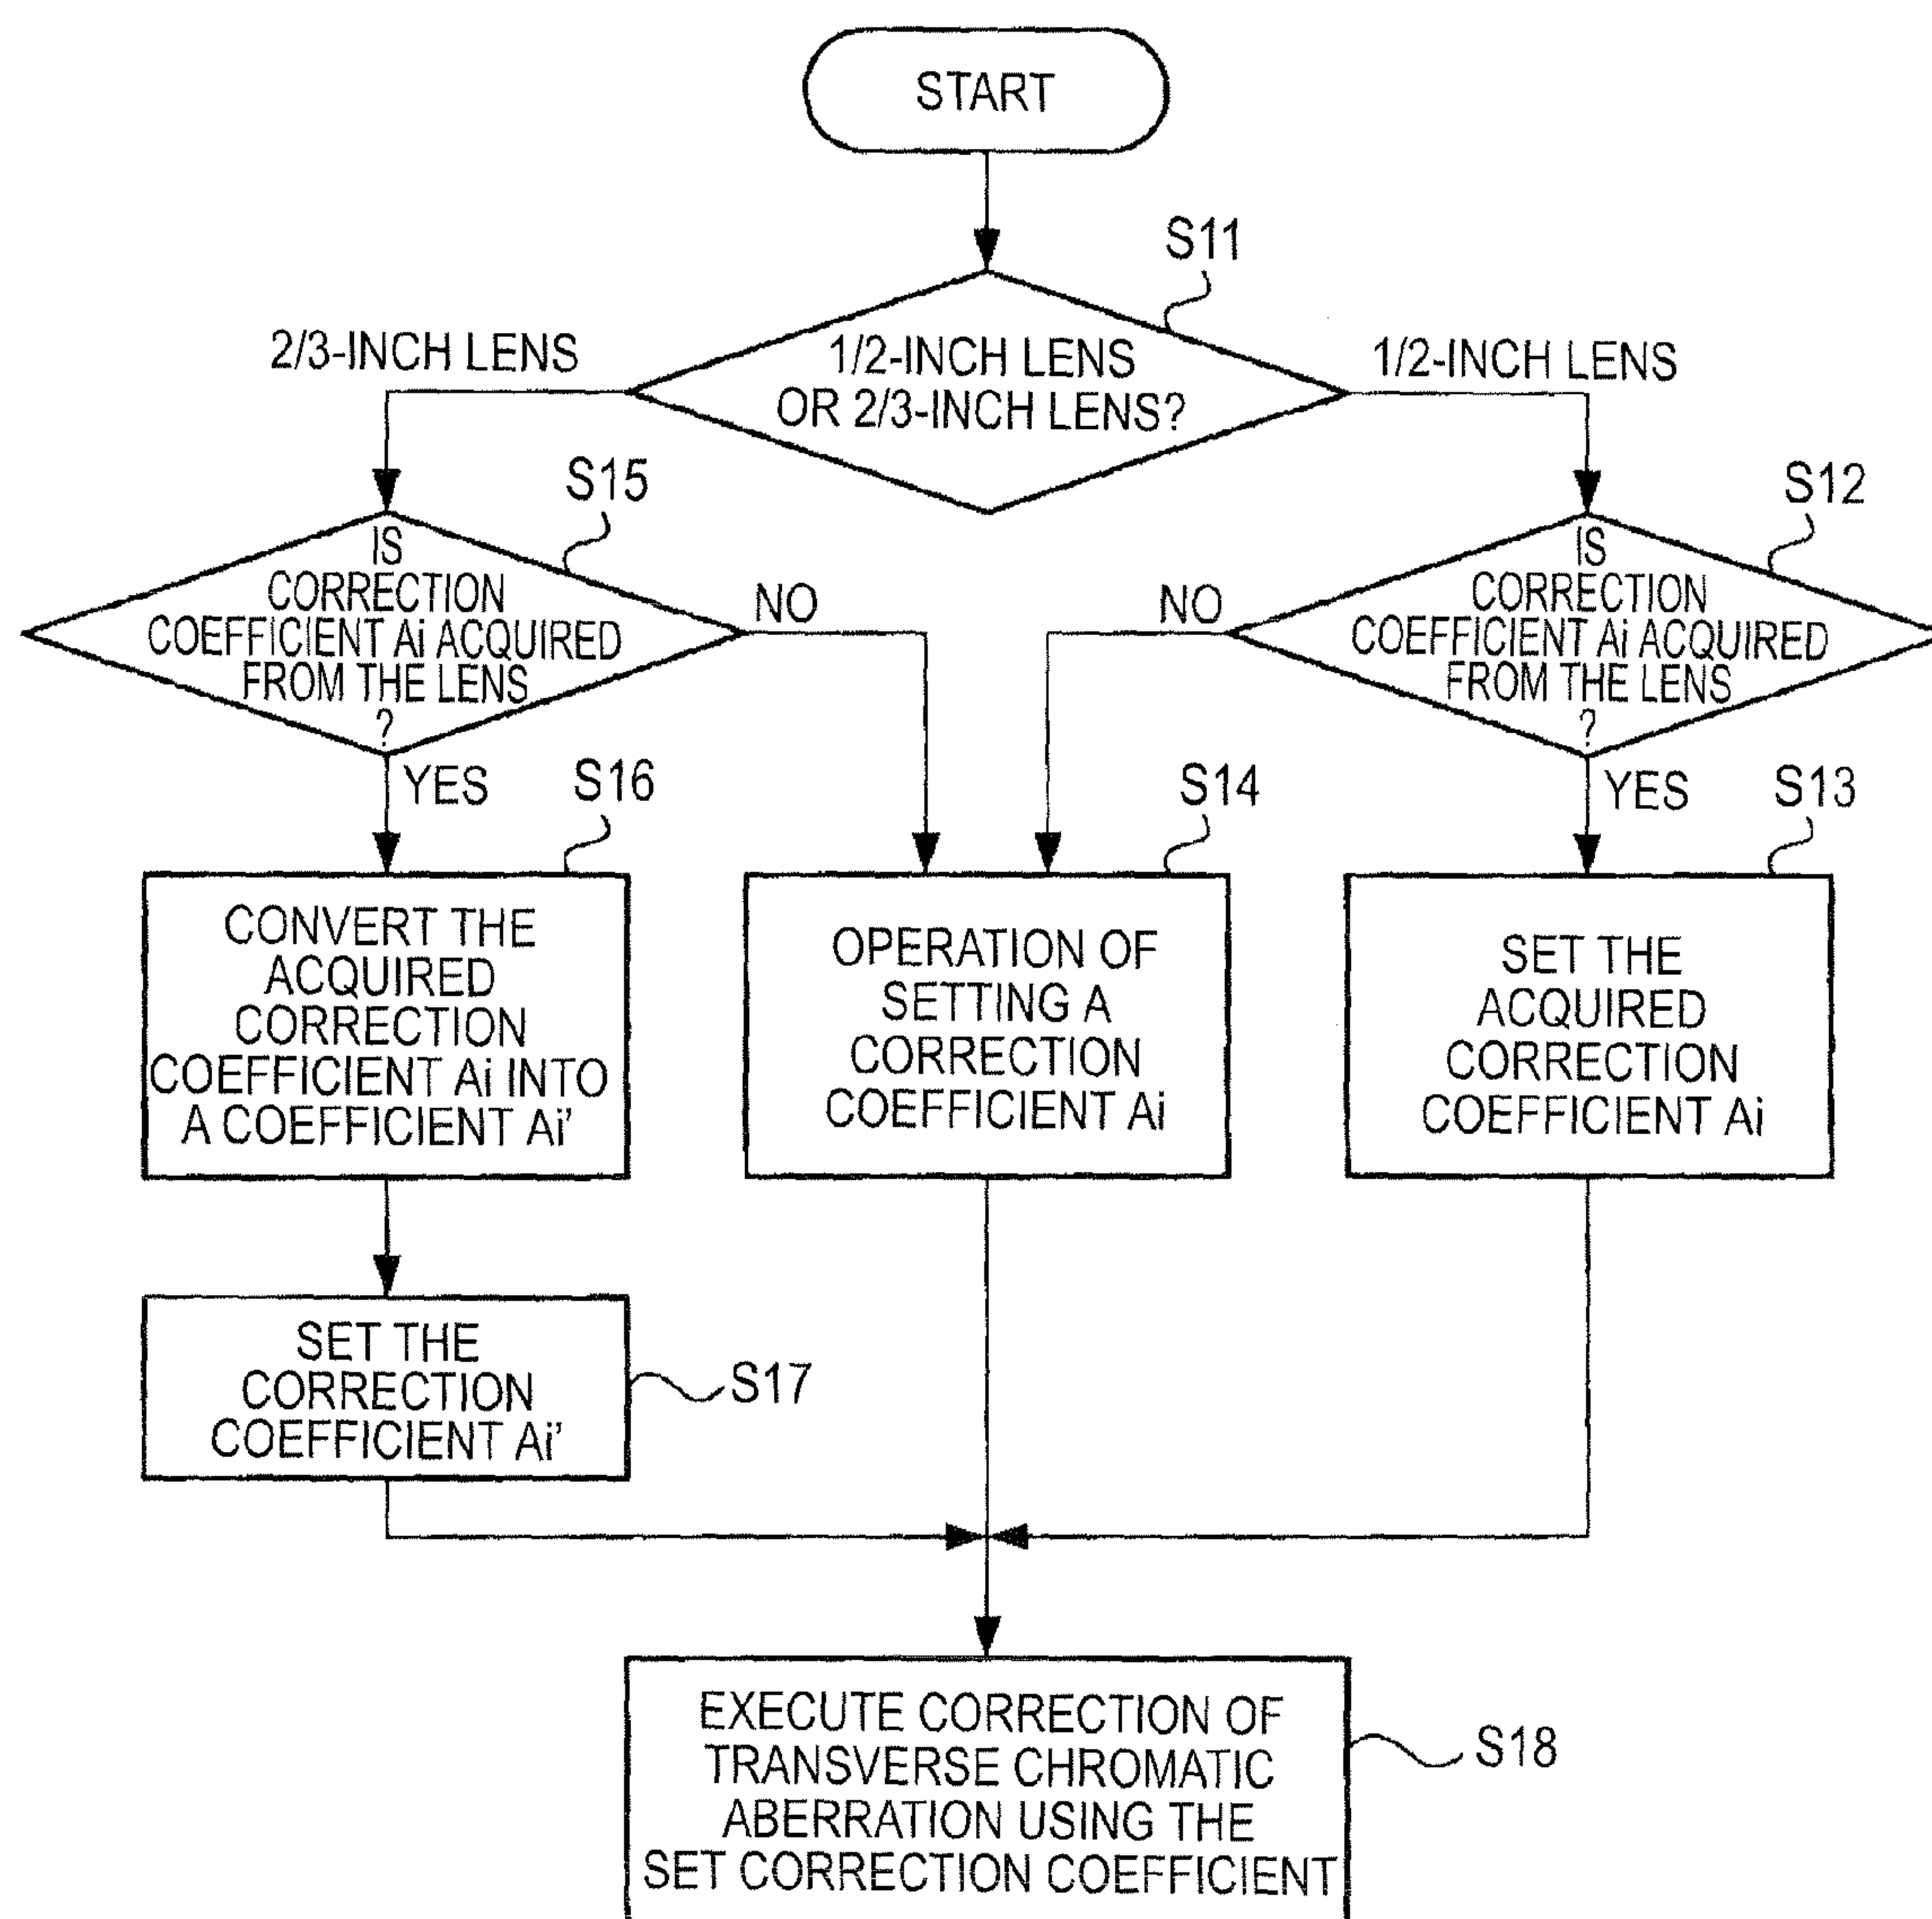 START
S11
2/3-INCH LENS
1/2-INCH LENS
OR 2/3-INCH LENS?
1/2-INCH LENS
S15
IS
CORRECTION
COEFFICIENT Ai ACQUIRED
FROM THE LENS
?
NO
YES
S12
IS
CORRECTION
COEFFICIENT Ai ACQUIRED
FROM THE LENS
?
NO
YES
S16
CONVERT THE
ACQUIRED
CORRECTION
COEFFICIENT Ai INTO
A COEFFICIENT Ai'
S14
OPERATION OF
SETTING A
CORRECTION
COEFFICIENT Ai
S13
SET THE
ACQUIRED
CORRECTION
COEFFICIENT Ai
SET THE
CORRECTION
COEFFICIENT Ai'
S17
EXECUTE CORRECTION OF
TRANSVERSE CHROMATIC
ABERRATION USING THE
SET CORRECTION COEFFICIENT
S18